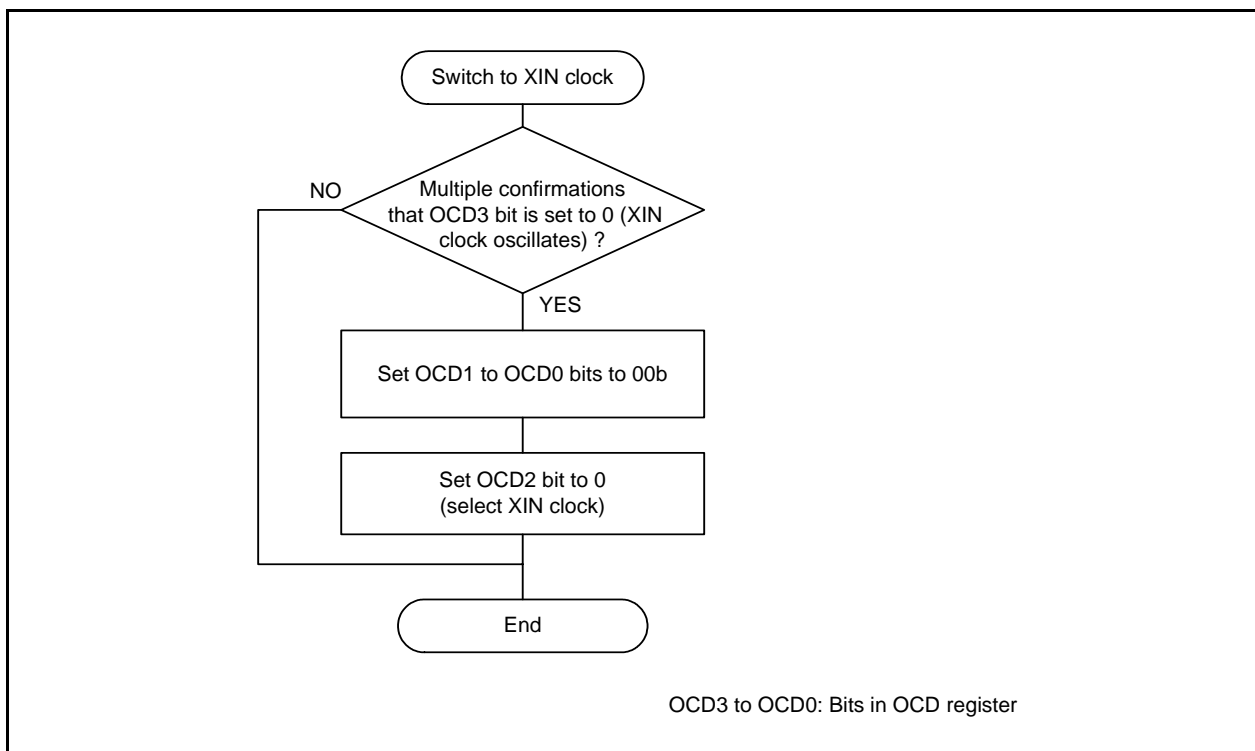 Switch to XIN clock
NO
Multiple confirmations
that OCD3 bit is set to 0 (XIN
clock oscillates) ?
YES
Set OCD1 to OCD0 bits to 00b
Set OCD2 bit to 0
(select XIN clock)
End
OCD3 to OCD0: Bits in OCD register